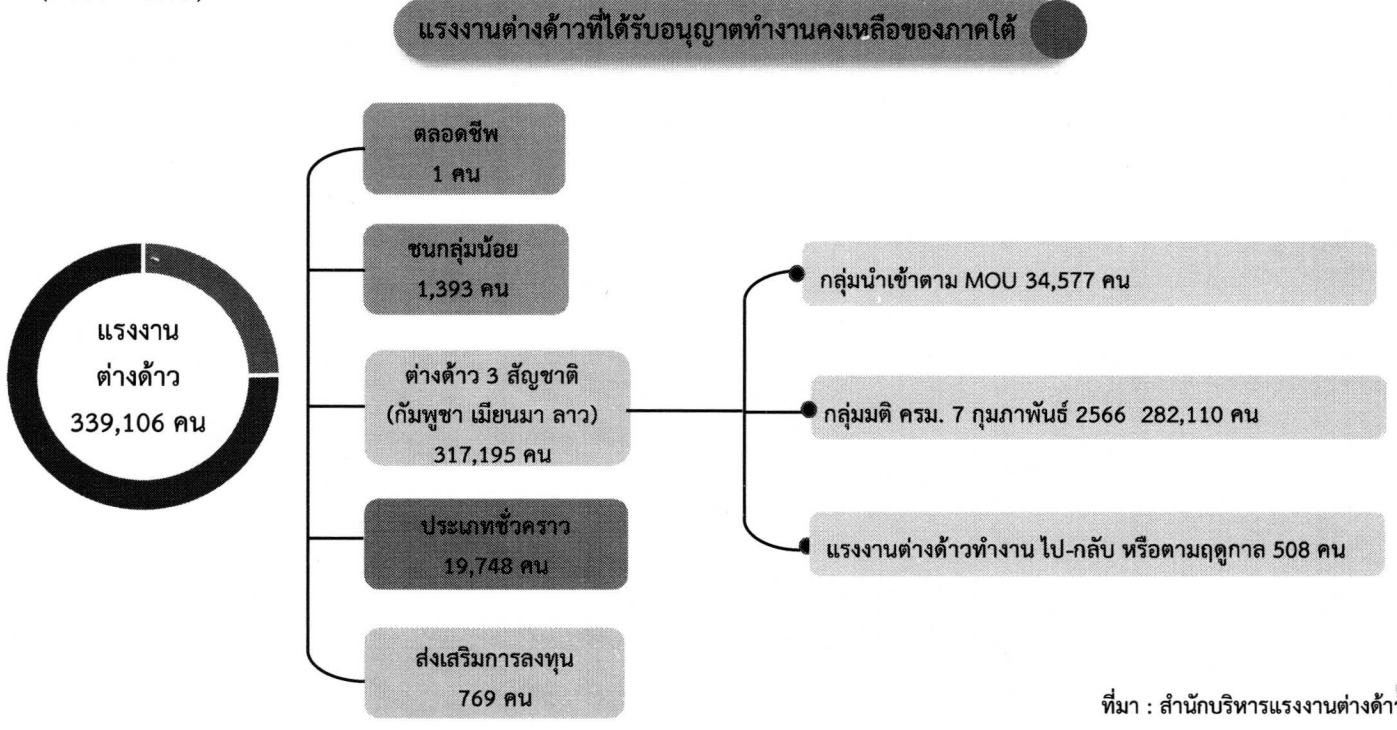 แรงงานต่างด้าวที่ได้รับอนุญาตทำงานคงเหลือของภาคใต้
ตลอดชีพ
1 คน
ชนกลุ่มน้อย
1,393 คน
แรงงาน
ต่างด้าว
339,106 คน
ต่างด้าว 3 สัญชาติ
(กัมพูชา เมียนมา ลาว)
317,195 คน
ประเภทชั่วคราว
19,748 คน
ส่งเสริมการลงทุน
769 คน
กลุ่มนำเข้าตาม MOU 34,577 คน
กลุ่มมติ ครม. 7 กุมภาพันธ์ 2566 282,110 คน
แรงงานต่างด้าวทำงาน ไป-กลับ หรือตามฤดูกาล 508 คน
ที่มา : สำนักบริหารแรงงานต่างด้าว